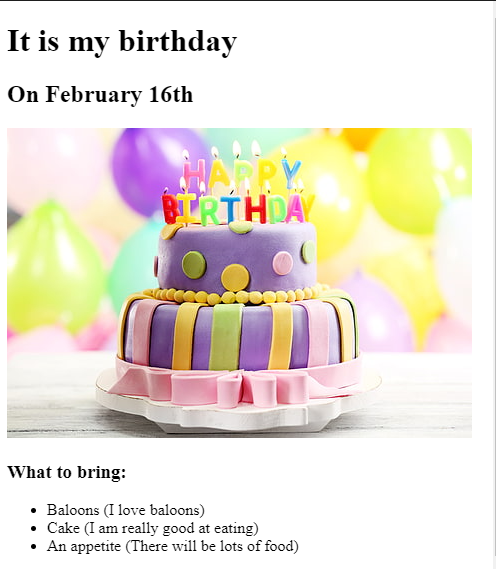 It is my birthday
On February 16th
HAPPY
BIRTHDAY
What to bring:
Baloons (I love baloons)
Cake (I am really good at eating)
An appetite (There will be lots of food)